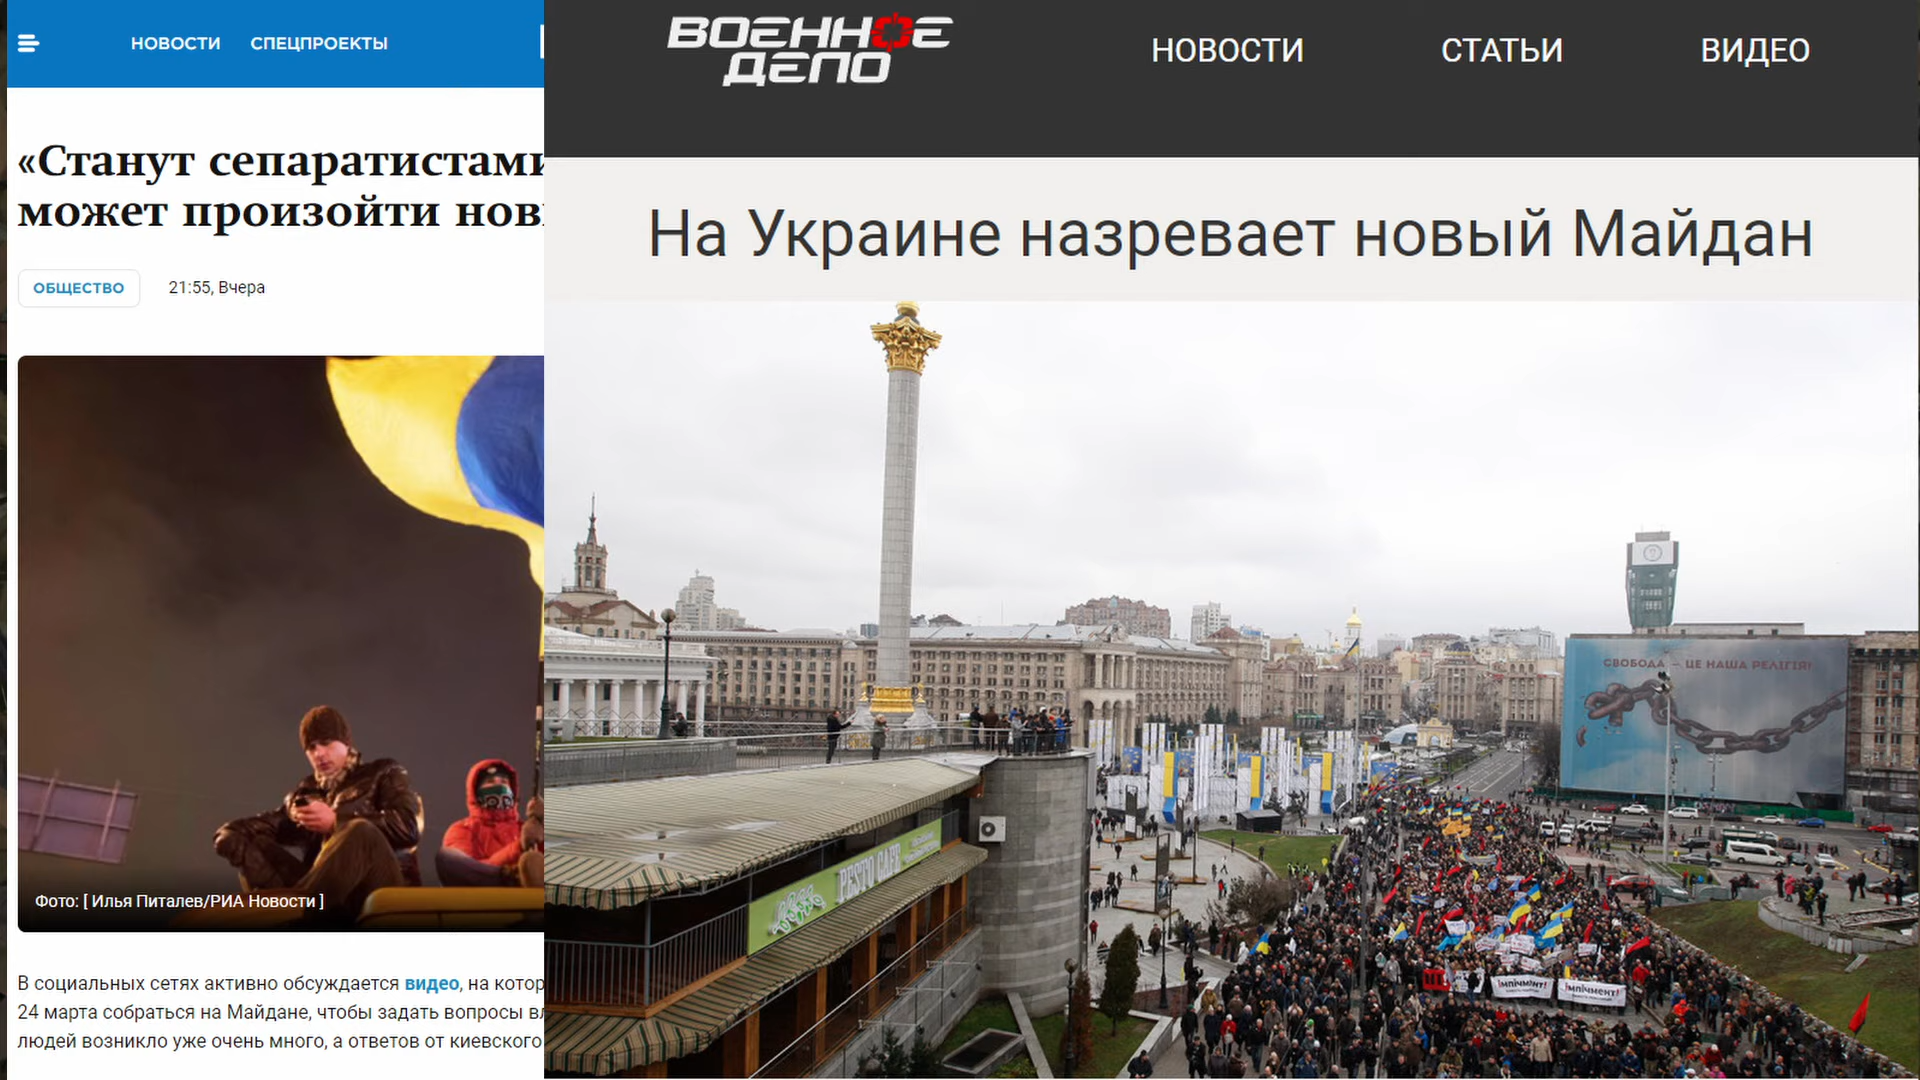 НОВОСТИ СПЕЦПРОЕКТЫ
«Станут сепаратистами
может произойти нов
ОБЩЕСТВО
21:55, Вчера
Фото: [ Илья Питалев/РИА Новости ]
В социальных сетях активно обсуждается видео, на котор
24 марта собраться на Майдане, чтобы задать вопросы вл
людей возникло уже очень много, а ответов от киевского
ВОЕННОЕ
ДЕЛО
НОВОСТИ СТАТЬИ ВИДЕО
На Украине назревает новый Майдан
СВОБОДА — ЦЕ НАША РЕЛІГІЯ!
PESTO CAFE
Імпічмент!
Імпічмент!